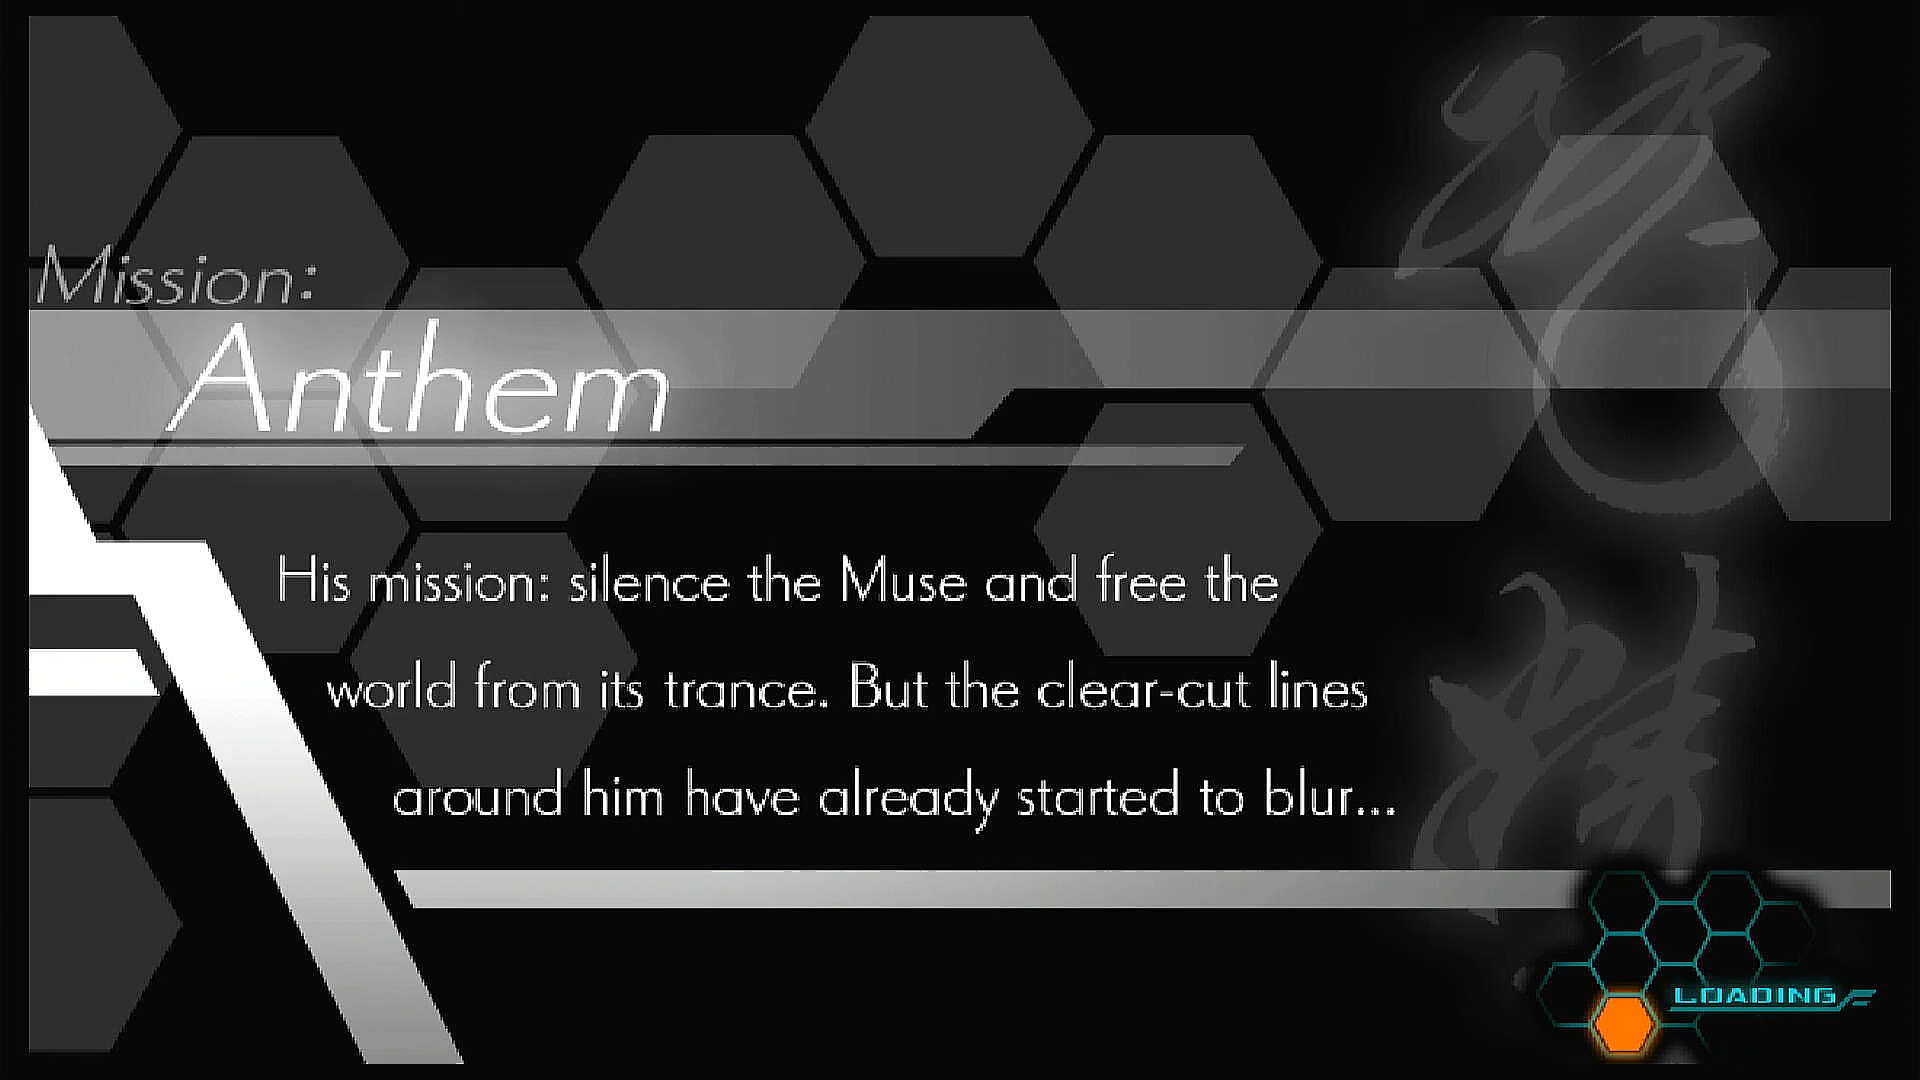 Mission:
Anthem
His mission: silence the Muse and free the
world from its trance. But the clear-cut lines
around him have already started to blur...
LOADING